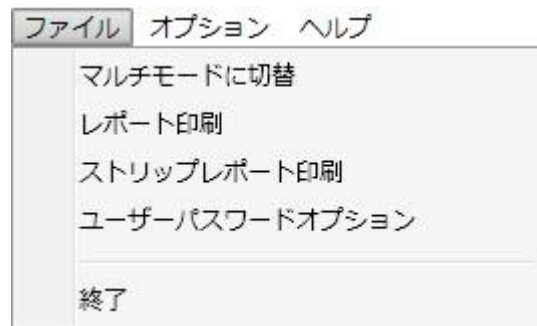 ファイル オプション ヘルプ
マルチモードに切替
レポート印刷
ストリップレポート印刷
ユーザーパスワードオプション
終了